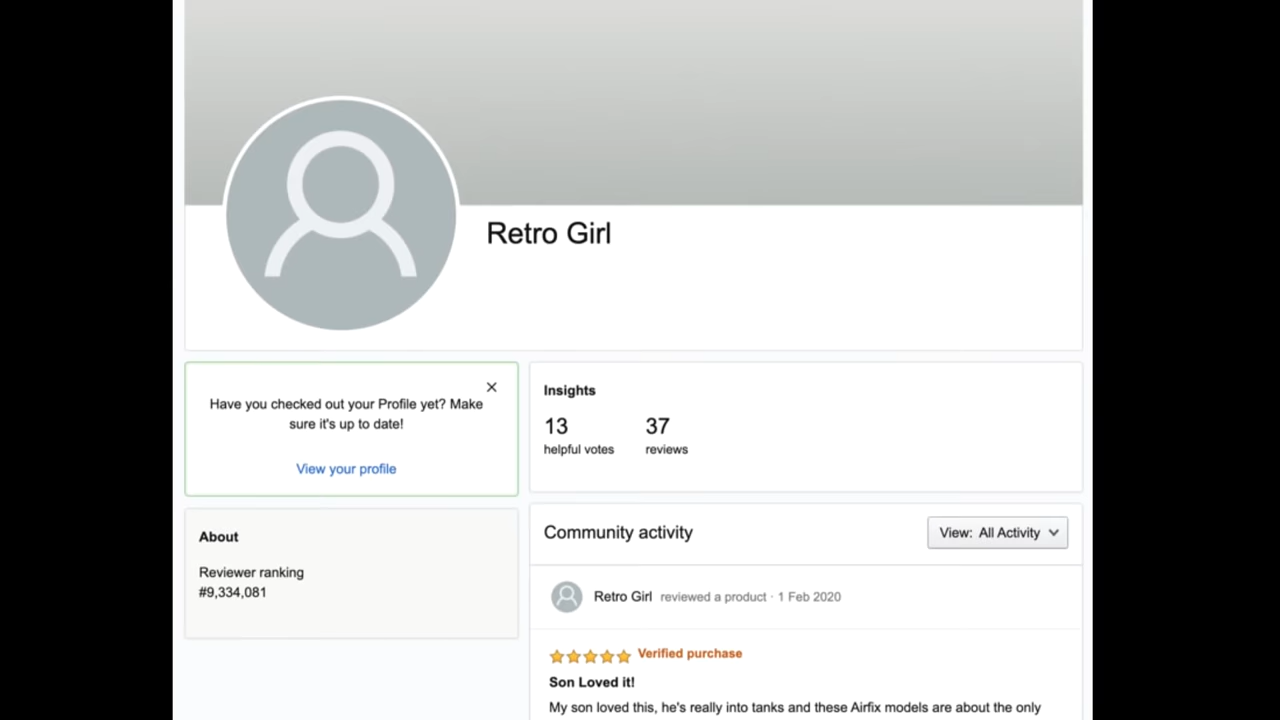 Retro Girl
Have you checked out your Profile yet? Make
sure it's up to date!
View your profile
About
Reviewer ranking
#9,334,081
Insights
13 37
helpful votes reviews
Community activity
View: All Activity
Retro Girl reviewed a product · 1 Feb 2020
Verified purchase
Son Loved it!
My son loved this, he's really into tanks and these Airfix models are about the only